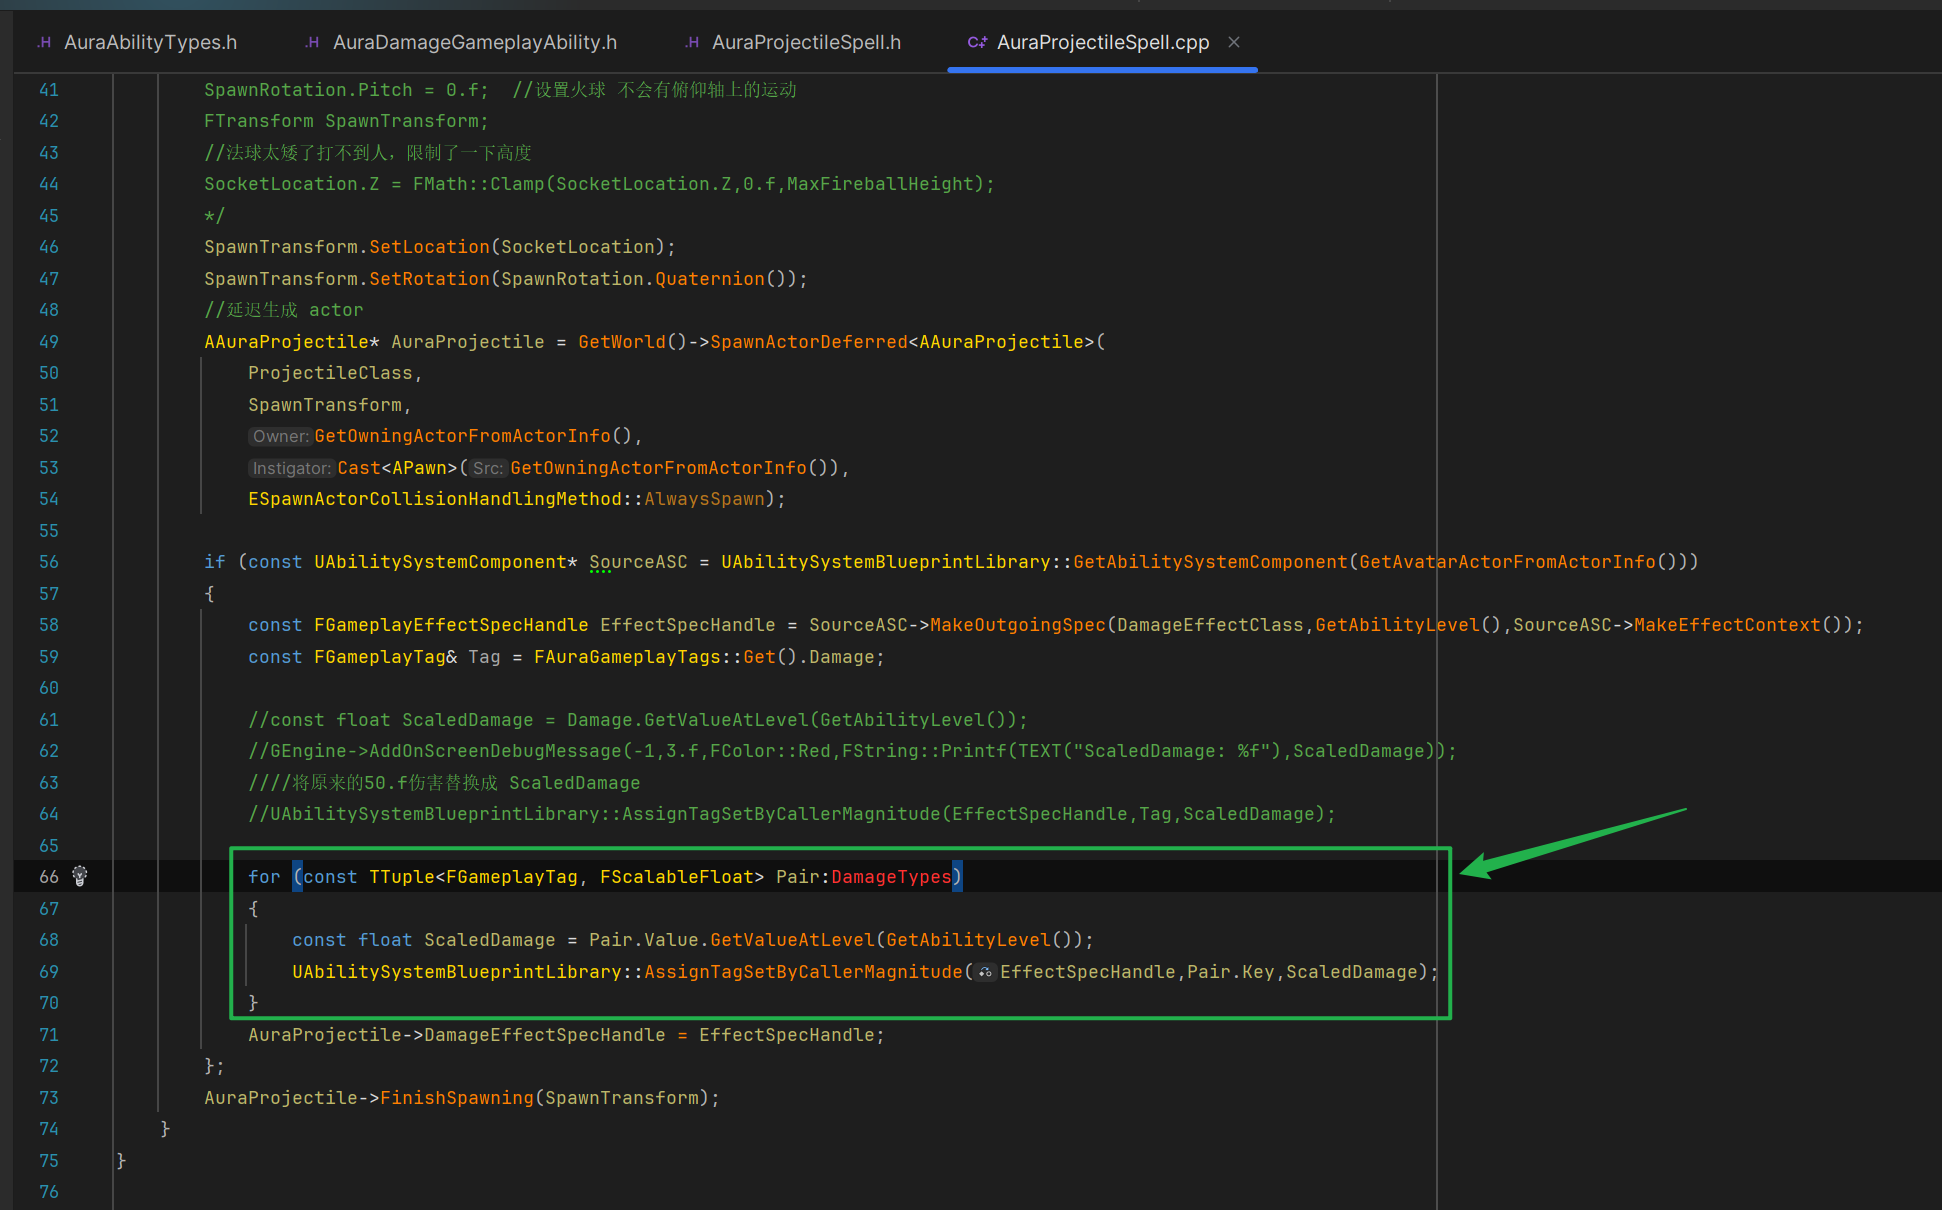 .H AuraAbilityTypes.h .H AuraDamageGameplayAbility.h .H AuraProjectileSpell.h C++ AuraProjectileSpell.cpp ×
41 SpawnRotation.Pitch = 0.f;  //设置火球 不会有俯仰轴上的运动
42 FTransform SpawnTransform;
43 //法球太矮了打不到人，限制了一下高度
44 SocketLocation.Z = FMath::Clamp(SocketLocation.Z,0.f,MaxFireballHeight);
45 */
46 SpawnTransform.SetLocation(SocketLocation);
47 SpawnTransform.SetRotation(SpawnRotation.Quaternion());
48 //延迟生成 actor
49 AAuraProjectile* AuraProjectile = GetWorld()->SpawnActorDeferred<AAuraProjectile>(
50 ProjectileClass,
51 SpawnTransform,
52 Owner: GetOwningActorFromActorInfo(),
53 Instigator: Cast<APawn>( Src: GetOwningActorFromActorInfo()),
54 ESpawnActorCollisionHandlingMethod::AlwaysSpawn);
55
56 if (const UAbilitySystemComponent* SourceASC = UAbilitySystemBlueprintLibrary::GetAbilitySystemComponent(GetAvatarActorFromActorInfo()))
57 {
58 const FGameplayEffectSpecHandle EffectSpecHandle = SourceASC->MakeOutgoingSpec(DamageEffectClass,GetAbilityLevel(),SourceASC->MakeEffectContext());
59 const FGameplayTag& Tag = FAuraGameplayTags::Get().Damage;
60
61 //const float ScaledDamage = Damage.GetValueAtLevel(GetAbilityLevel());
62 //GEngine->AddOnScreenDebugMessage(-1,3.f,FColor::Red,FString::Printf(TEXT("ScaledDamage: %f"),ScaledDamage));
63 ////将原来的50.f伤害替换成 ScaledDamage
64 //UAbilitySystemBlueprintLibrary::AssignTagSetByCallerMagnitude(EffectSpecHandle,Tag,ScaledDamage);
65
66 for (const TTuple<FGameplayTag, FScalableFloat> Pair:DamageTypes)
67 {
68 const float ScaledDamage = Pair.Value.GetValueAtLevel(GetAbilityLevel());
69 UAbilitySystemBlueprintLibrary::AssignTagSetByCallerMagnitude(EffectSpecHandle,Pair.Key,ScaledDamage);
70 }
71 AuraProjectile->DamageEffectSpecHandle = EffectSpecHandle;
72 };
73 AuraProjectile->FinishSpawning(SpawnTransform);
74 }
75 }
76